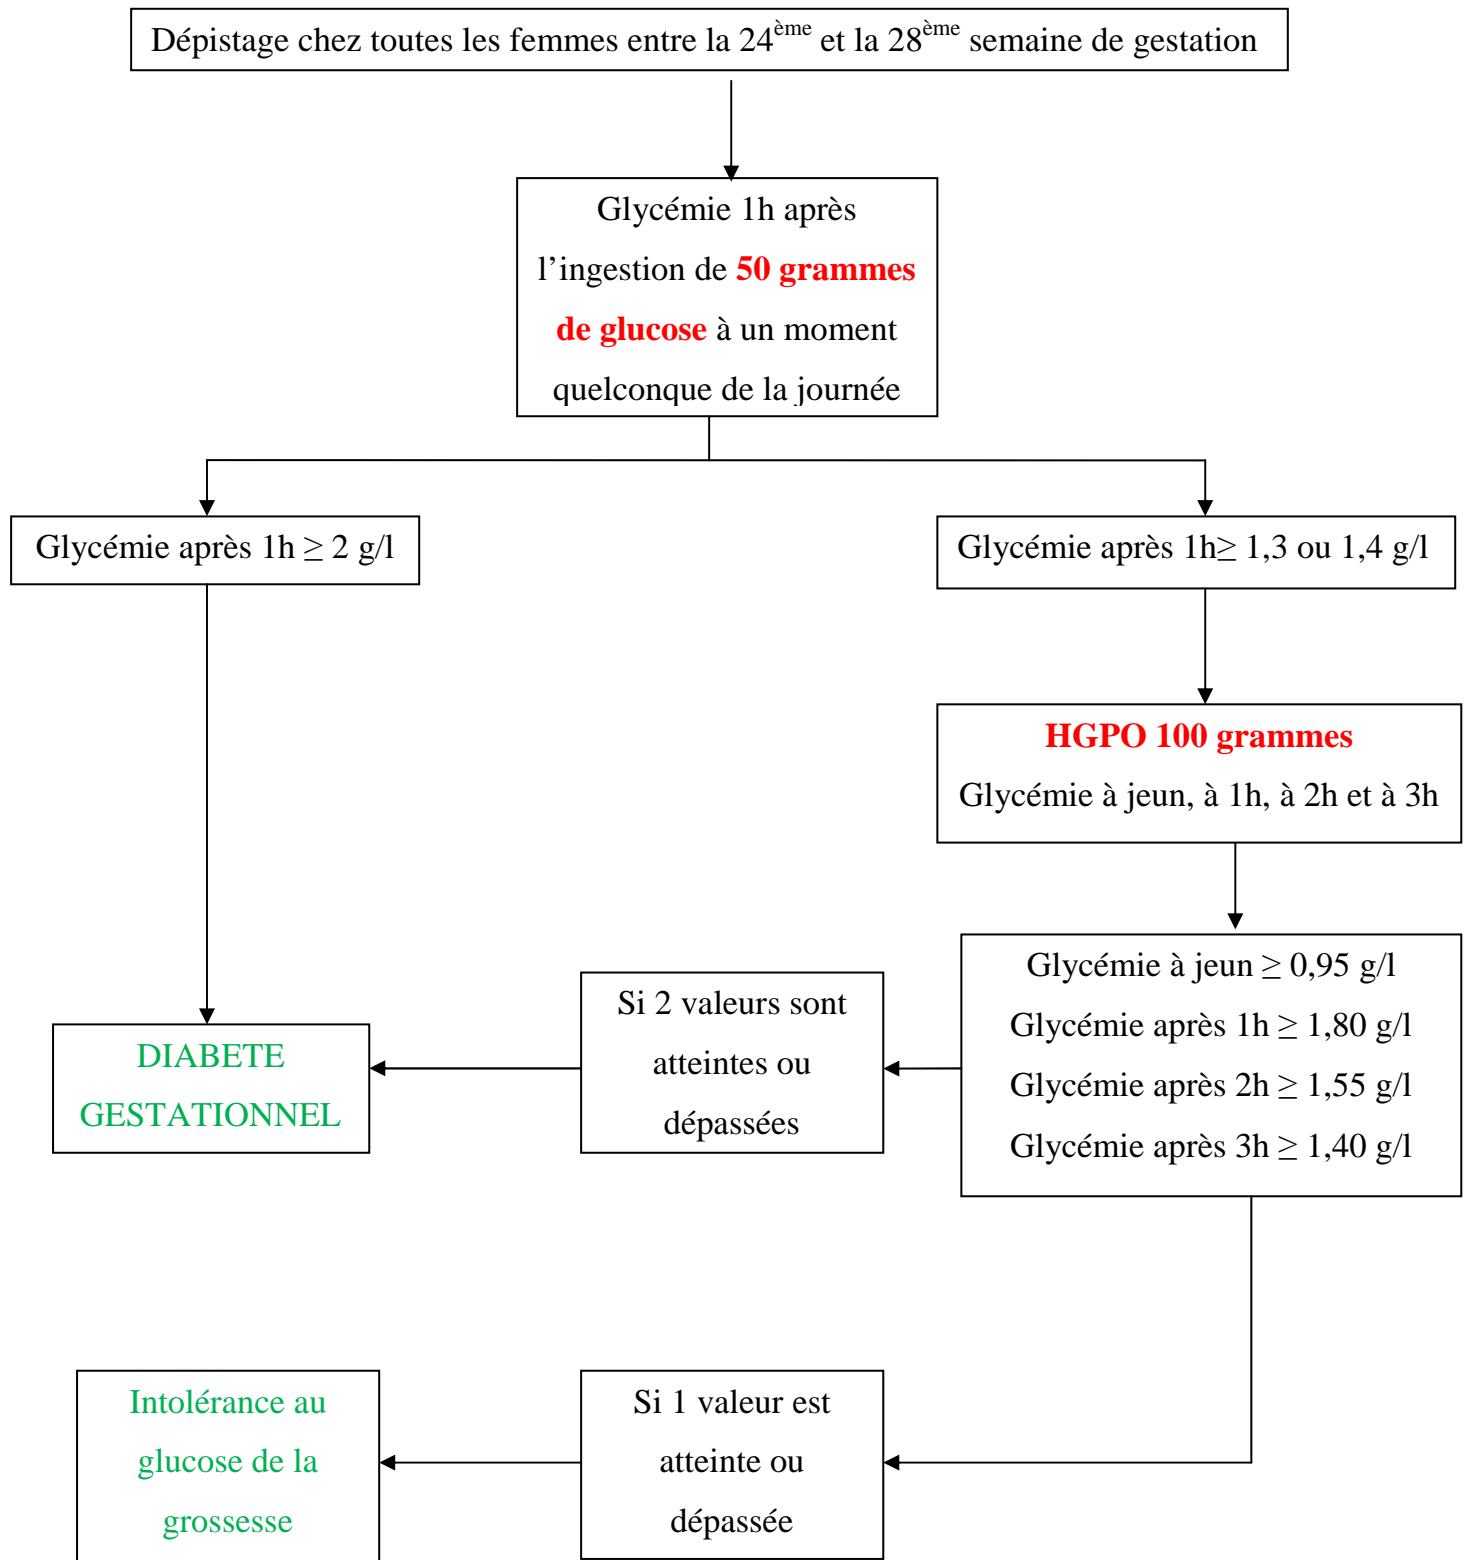 Dépistage chez toutes les femmes entre la 24ème et la 28ème semaine de gestation
Glycémie 1h après
l’ingestion de 50 grammes
de glucose à un moment
quelconque de la journée
Glycémie après 1h ≥ 2 g/l
Glycémie après 1h≥ 1,3 ou 1,4 g/l
HGPO 100 grammes
Glycémie à jeun, à 1h, à 2h et à 3h
Glycémie à jeun ≥ 0,95 g/l
Glycémie après 1h ≥ 1,80 g/l
Glycémie après 2h ≥ 1,55 g/l
Glycémie après 3h ≥ 1,40 g/l
Si 2 valeurs sont
atteintes ou
dépassées
DIABETE
GESTATIONNEL
Si 1 valeur est
atteinte ou
dépassée
Intolérance au
glucose de la
grossesse